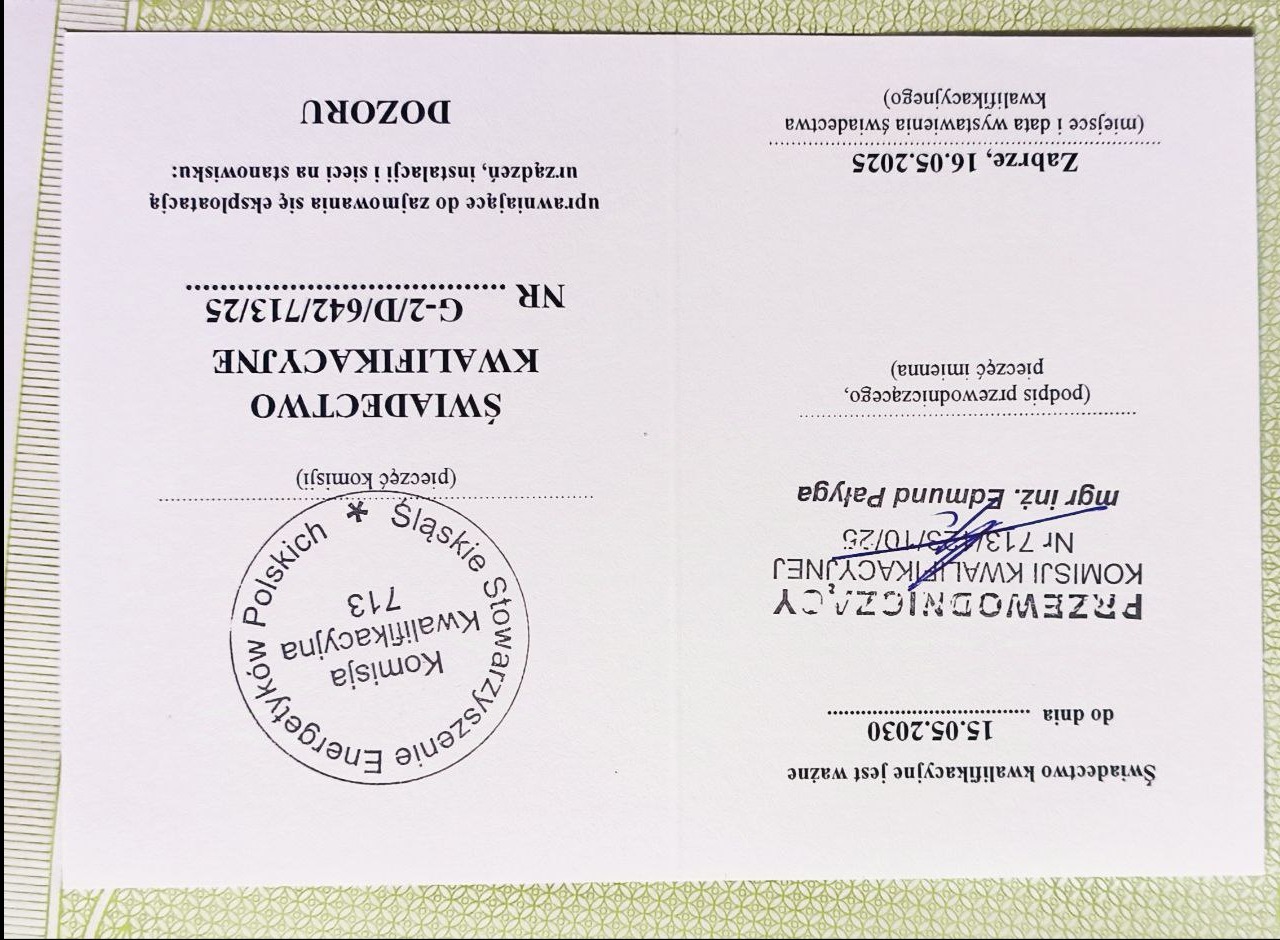 Świadectwo kwalifikacyjne jest ważne
do dnia 15.05.2030
PRZEWODNICZĄCY
KOMISJI KWALIFIKACYJNEJ
Nr
mgr inż. Edmund Pałyga
(podpis przewodniczącego,
pieczęć imienna)
Zabrze, 16.05.2025
(miejsce i data wystawienia świadectwa
kwalifikacyjnego)
Śląskie Stowarzyszenie Energetyków Polskich *
Komisja
Kwalifikacyjna
713
(pieczęć komisji)
ŚWIADECTWO
KWALIFIKACYJNE
NR G-2/D/642/713/25
uprawniające do zajmowania się eksploatacją
urządzeń, instalacji i sieci na stanowisku:
DOZORU